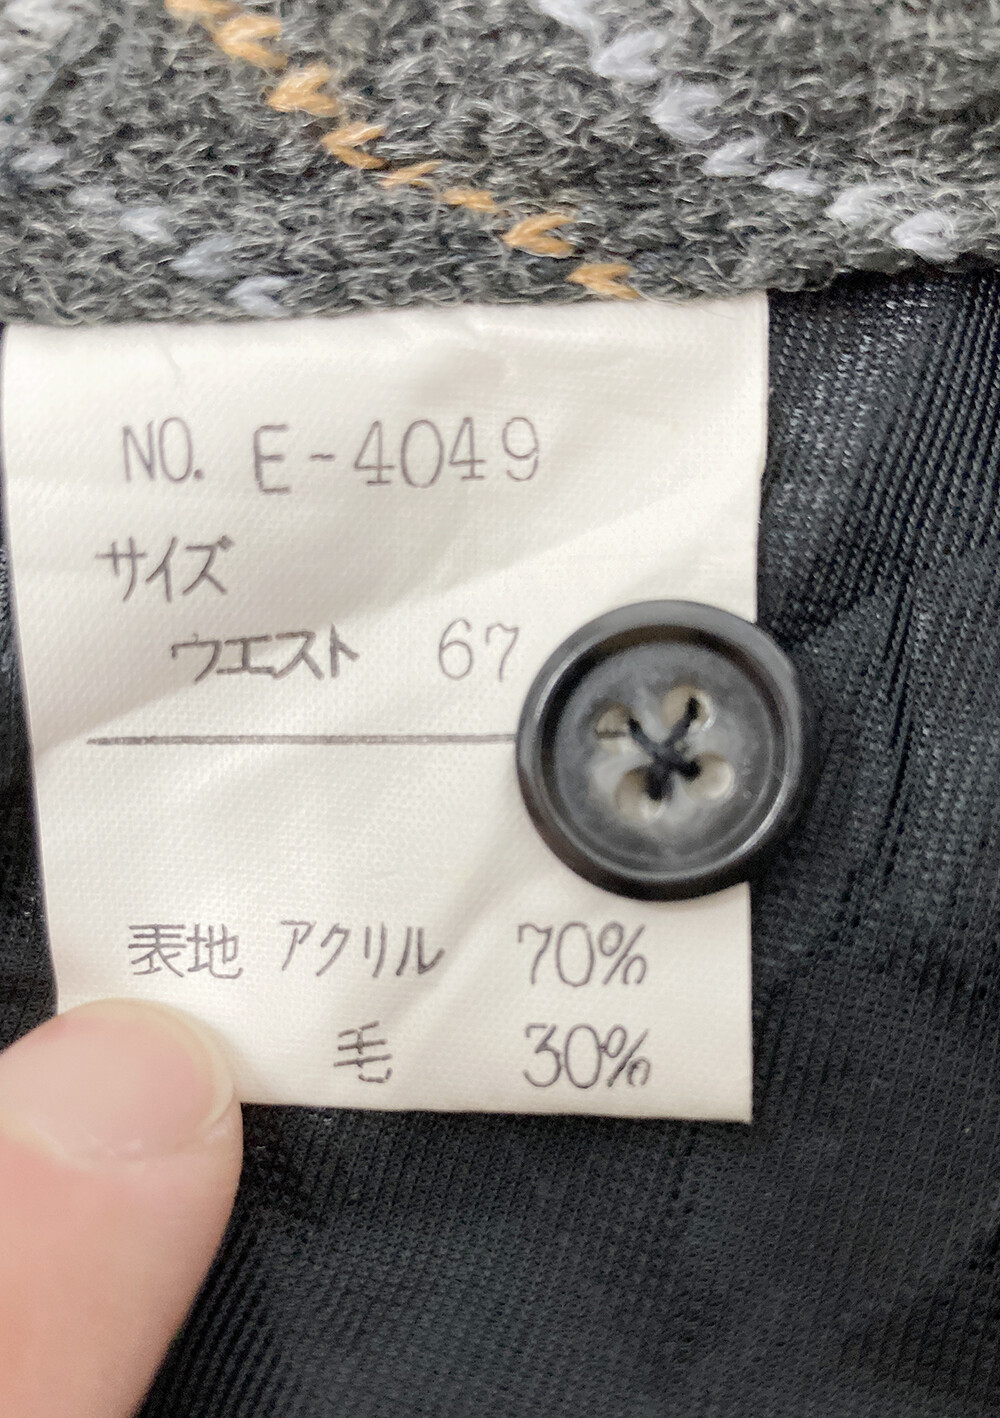 NO. E-4049
サイズ
ウエスト 67
表地 アクリル 70%
毛 30%